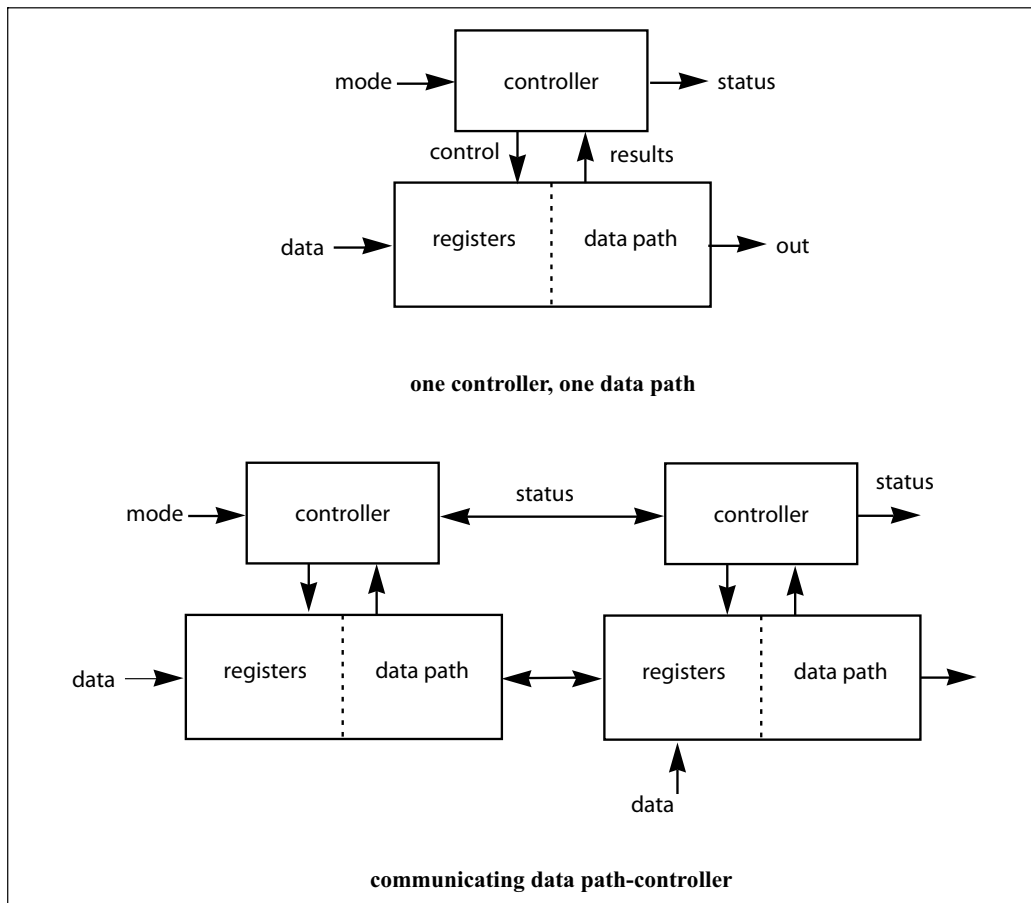 mode
controller
status
control
results
data
registers
data path
out
one controller, one data path
mode
controller
status
controller
status
data
registers
data path
registers
data path
data
communicating data path-controller